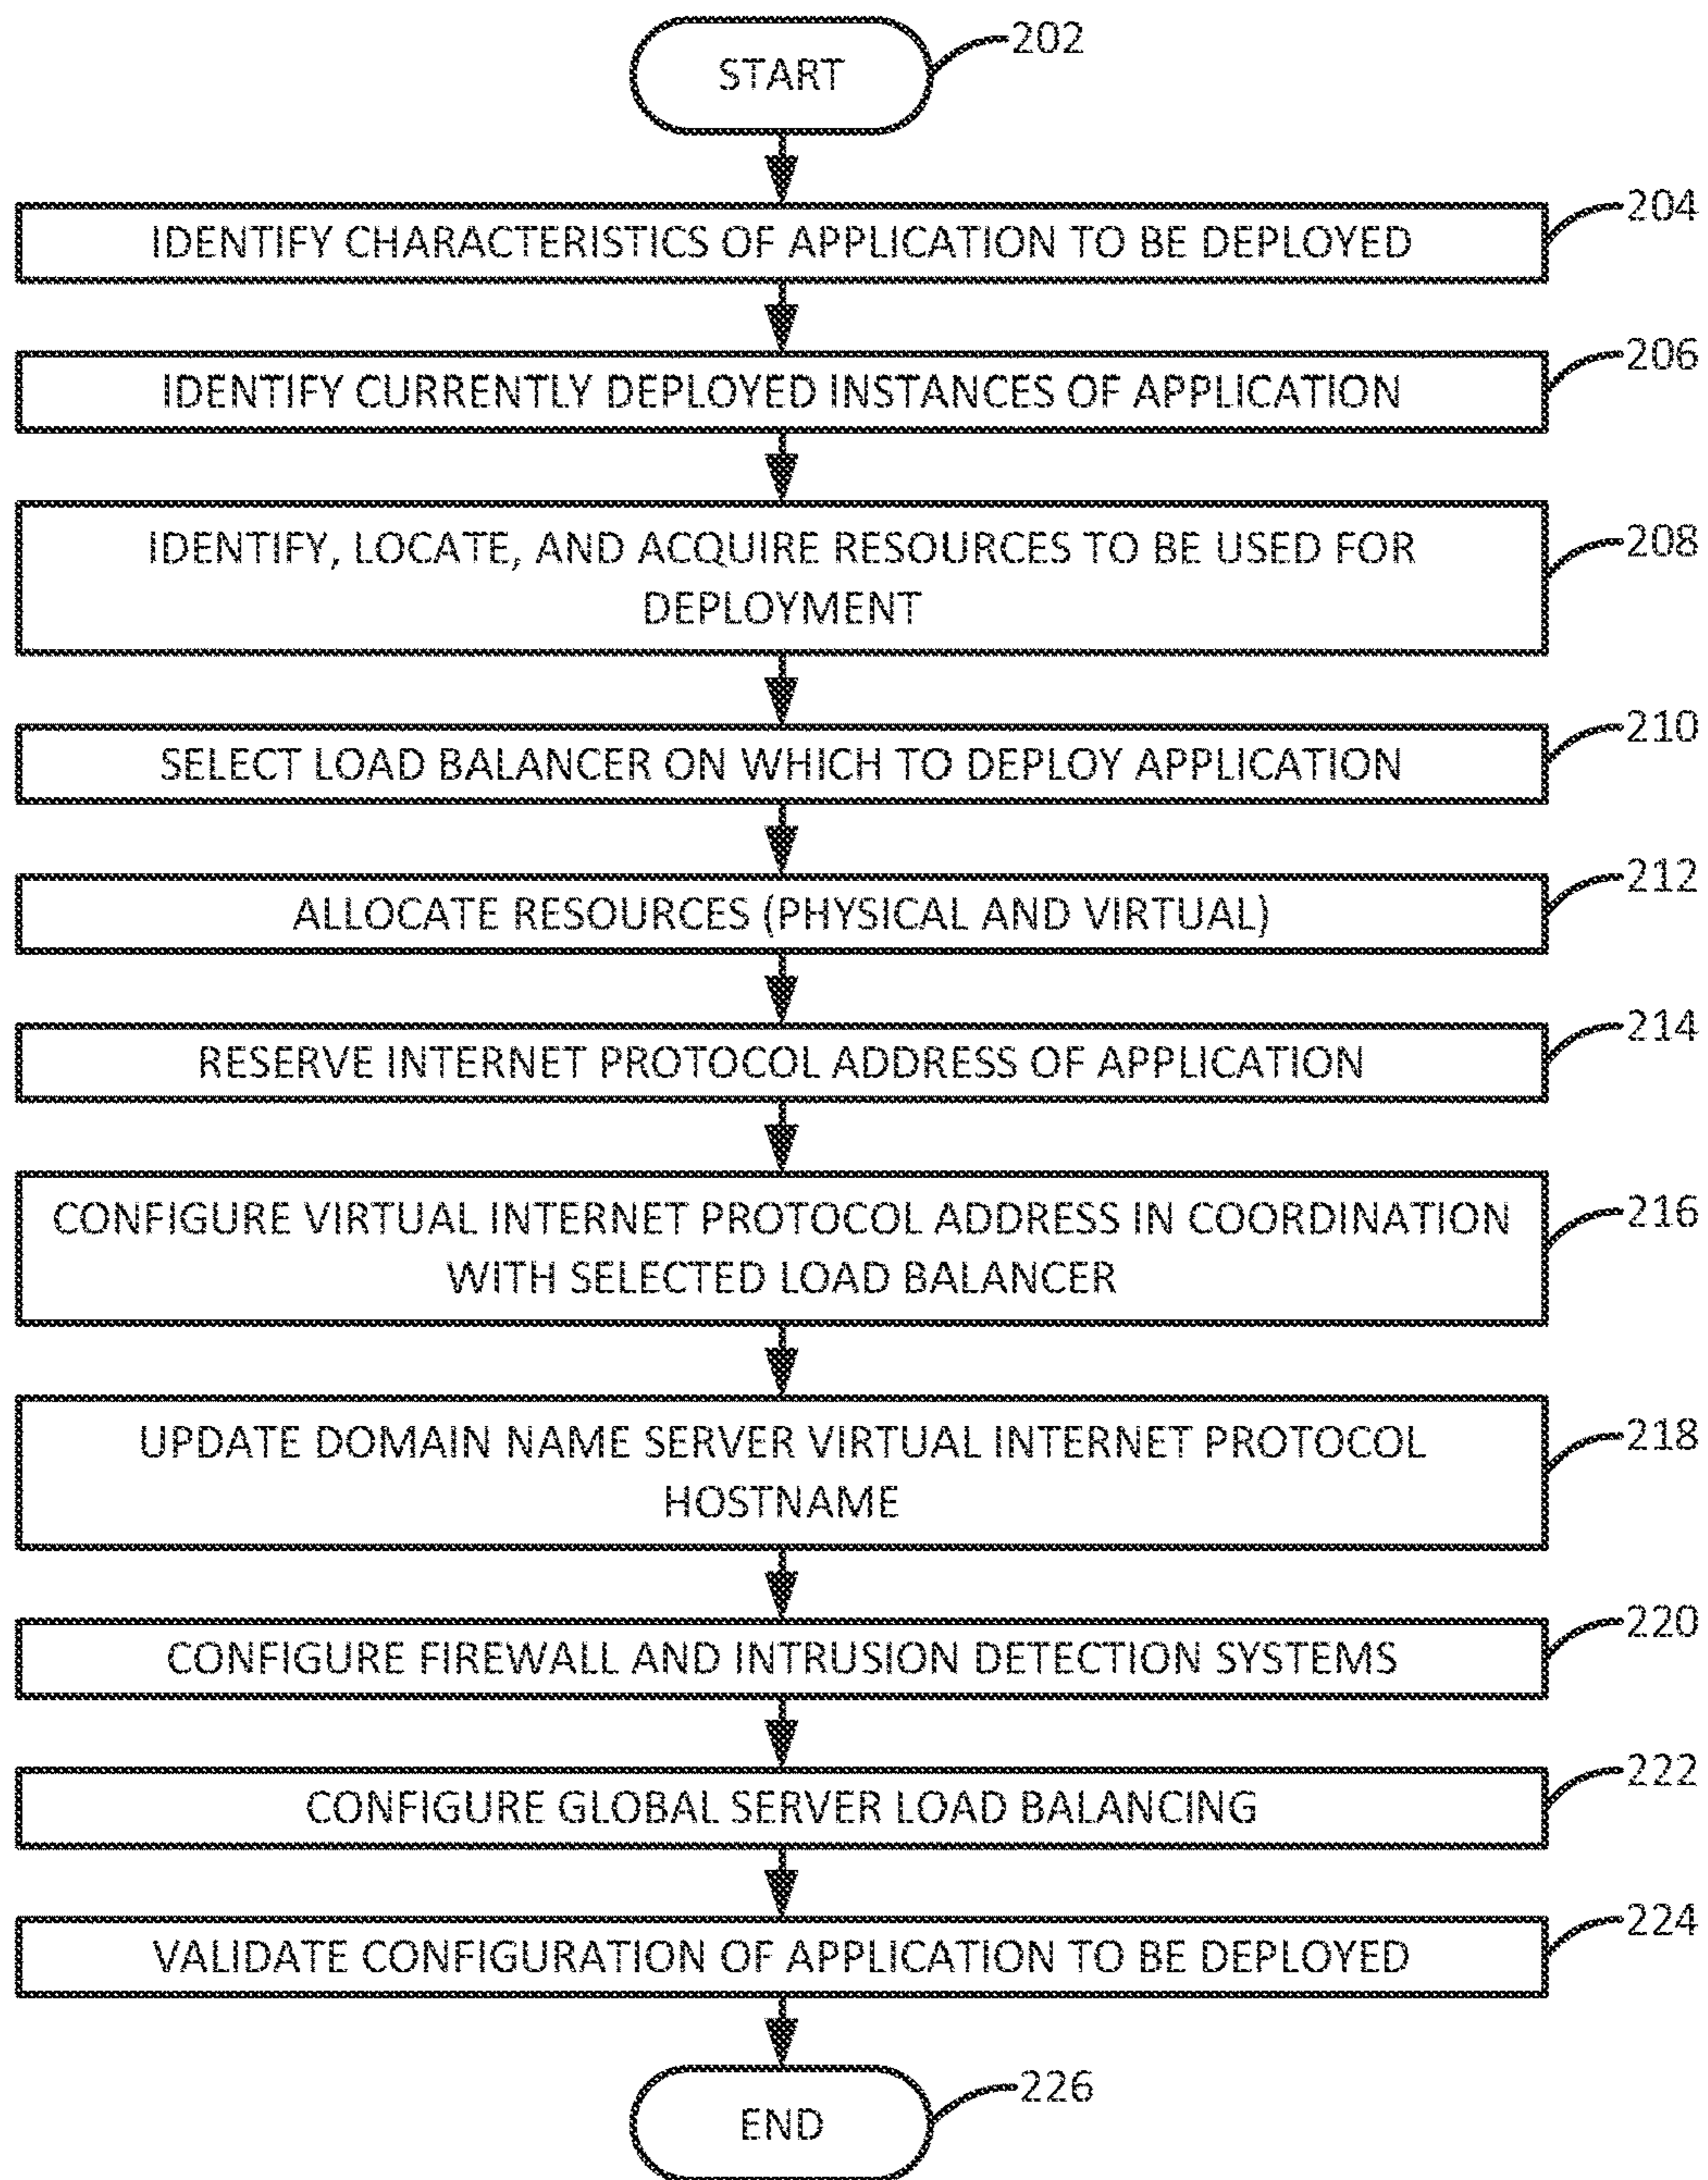 START
202
IDENTIFY CHARACTERISTICS OF APPLICATION TO BE DEPLOYED
204
IDENTIFY CURRENTLY DEPLOYED INSTANCES OF APPLICATION
206
IDENTIFY, LOCATE, AND ACQUIRE RESOURCES TO BE USED FOR
DEPLOYMENT
208
SELECT LOAD BALANCER ON WHICH TO DEPLOY APPLICATION
210
ALLOCATE RESOURCES (PHYSICAL AND VIRTUAL)
212
RESERVE INTERNET PROTOCOL ADDRESS OF APPLICATION
214
CONFIGURE VIRTUAL INTERNET PROTOCOL ADDRESS IN COORDINATION
WITH SELECTED LOAD BALANCER
216
UPDATE DOMAIN NAME SERVER VIRTUAL INTERNET PROTOCOL
HOSTNAME
218
CONFIGURE FIREWALL AND INTRUSION DETECTION SYSTEMS
220
CONFIGURE GLOBAL SERVER LOAD BALANCING
222
VALIDATE CONFIGURATION OF APPLICATION TO BE DEPLOYED
224
END
226